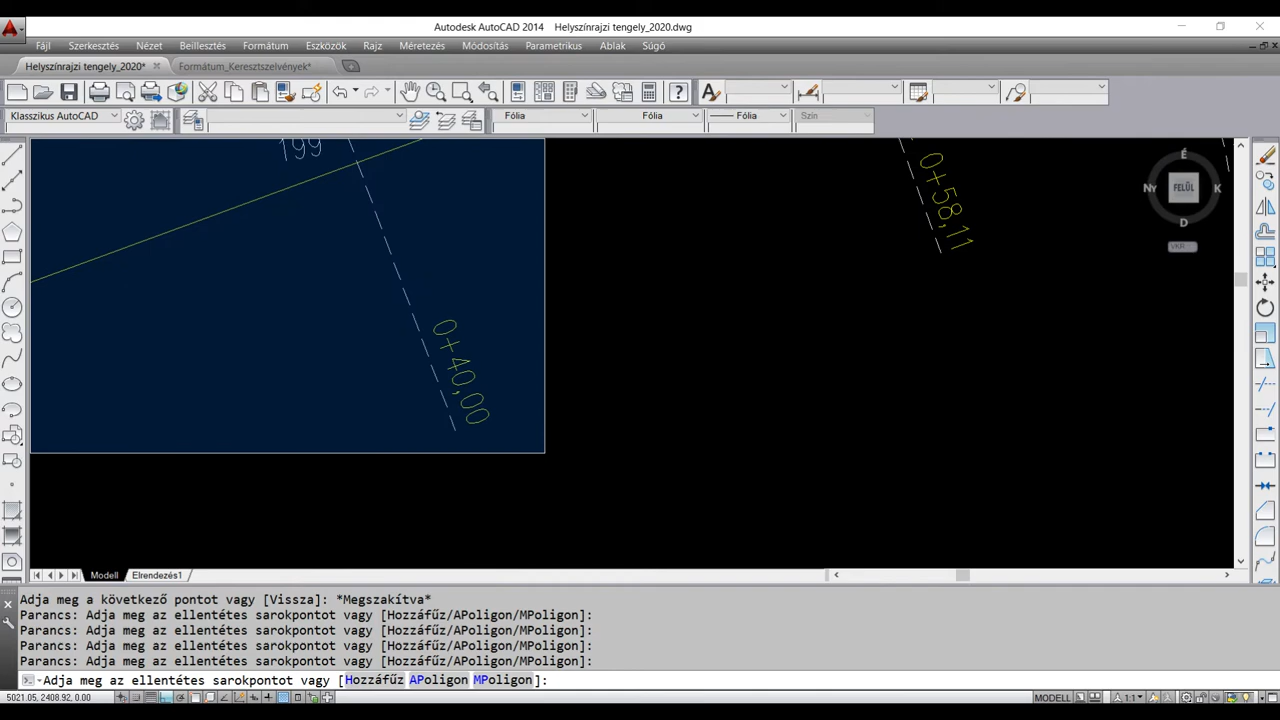 Autodesk AutoCAD 2014 Helyszínrajzi tengely_2020.dwg
Fájl Szerkesztés Nézet Beillesztés Formátum Eszközök Rajz Méretezés Módosítás Parametrikus Ablak Súgó
Helyszínrajzi tengely_2020* Formátum_Keresztszelvények*
Klasszikus AutoCAD Fólia Fólia Fólia Szín
199
0+40,00
0+58,11
É
Ny FELÜL K
D
VKR
Modell Elrendezés1
Adja meg a következő pontot vagy [Vissza]: *Megszakítva*
Parancs: Adja meg az ellentétes sarokpontot vagy [Hozzáfűz/APoligon/MPoligon]:
Parancs: Adja meg az ellentétes sarokpontot vagy [Hozzáfűz/APoligon/MPoligon]:
Parancs: Adja meg az ellentétes sarokpontot vagy [Hozzáfűz/APoligon/MPoligon]:
Parancs: Adja meg az ellentétes sarokpontot vagy [Hozzáfűz/APoligon/MPoligon]:
Adja meg az ellentétes sarokpontot vagy [Hozzáfűz APoligon MPoligon]:
5021.05, 2408.92, 0.00 MODELL 1:1